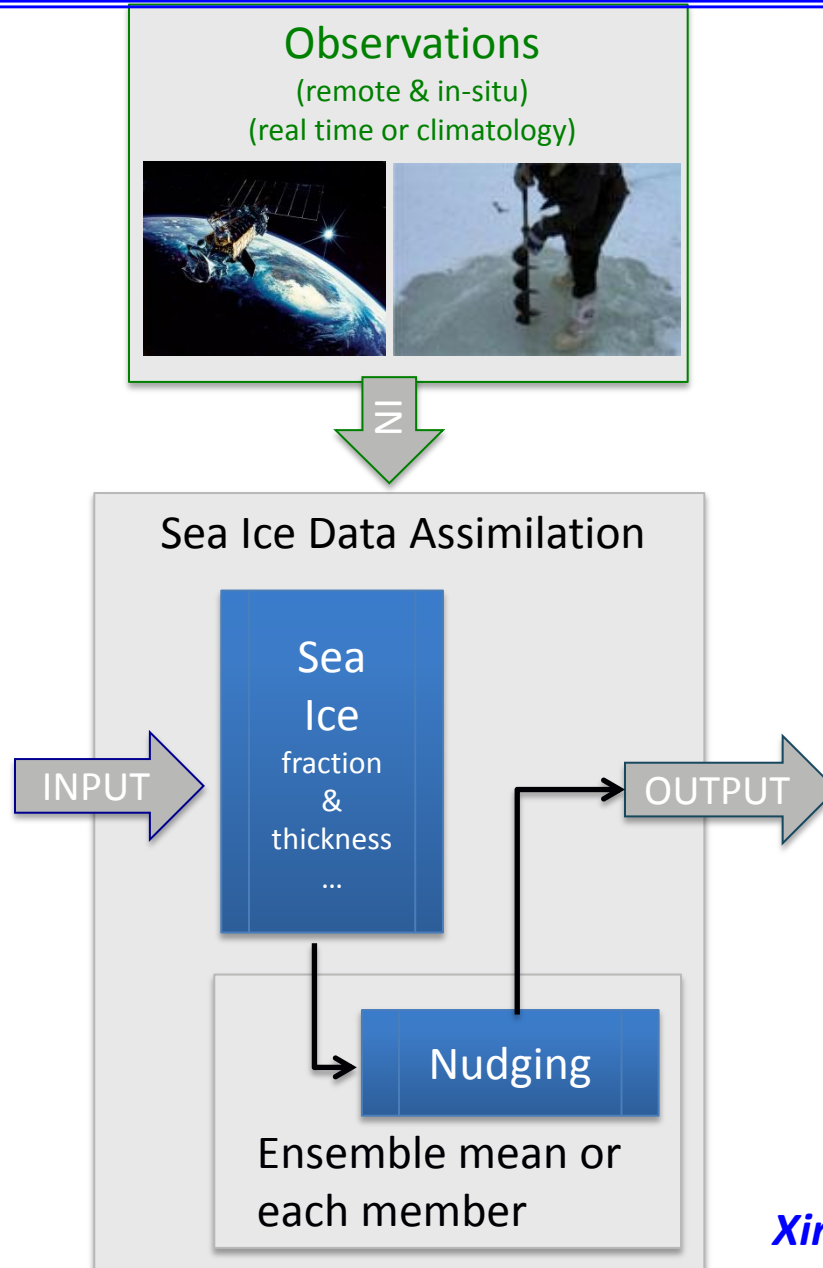 Observations
(remote & in-situ)
(real time or climatology)
IN
Sea Ice Data Assimilation
Sea
Ice
fraction
&
thickness
...
INPUT
OUTPUT
Nudging
Ensemble mean or
each member